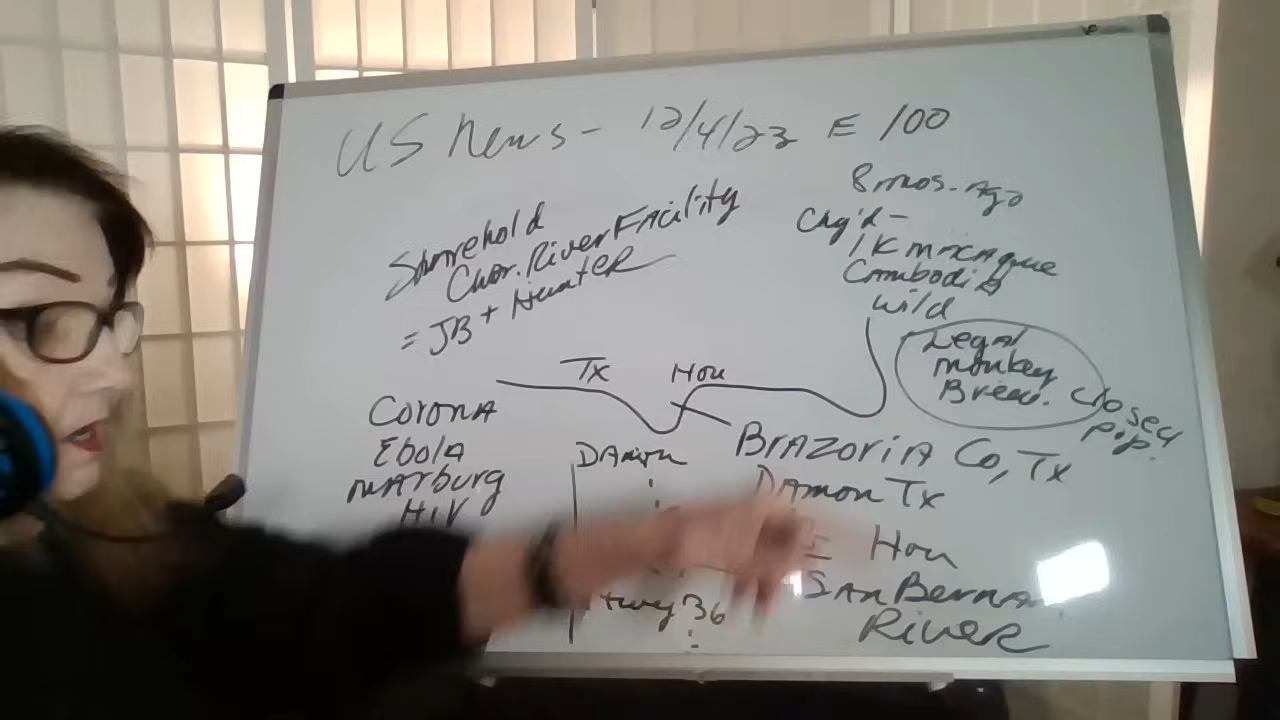 US News - 12/4/23 E 100
8 mos. Ago
Chg'd -
1K MACAque
CAmbodiA
Wild
Sharehold
Char. River FAcility
= JB + Hunter
Legal
Monkey
Breed.
closed
pop.
Tx Hou
CoronA
EbolA
MArburg
HIV
DAmon
Hwy 36
BrAzoriA Co, Tx
DAmon Tx
Hou
SAn BernA
River